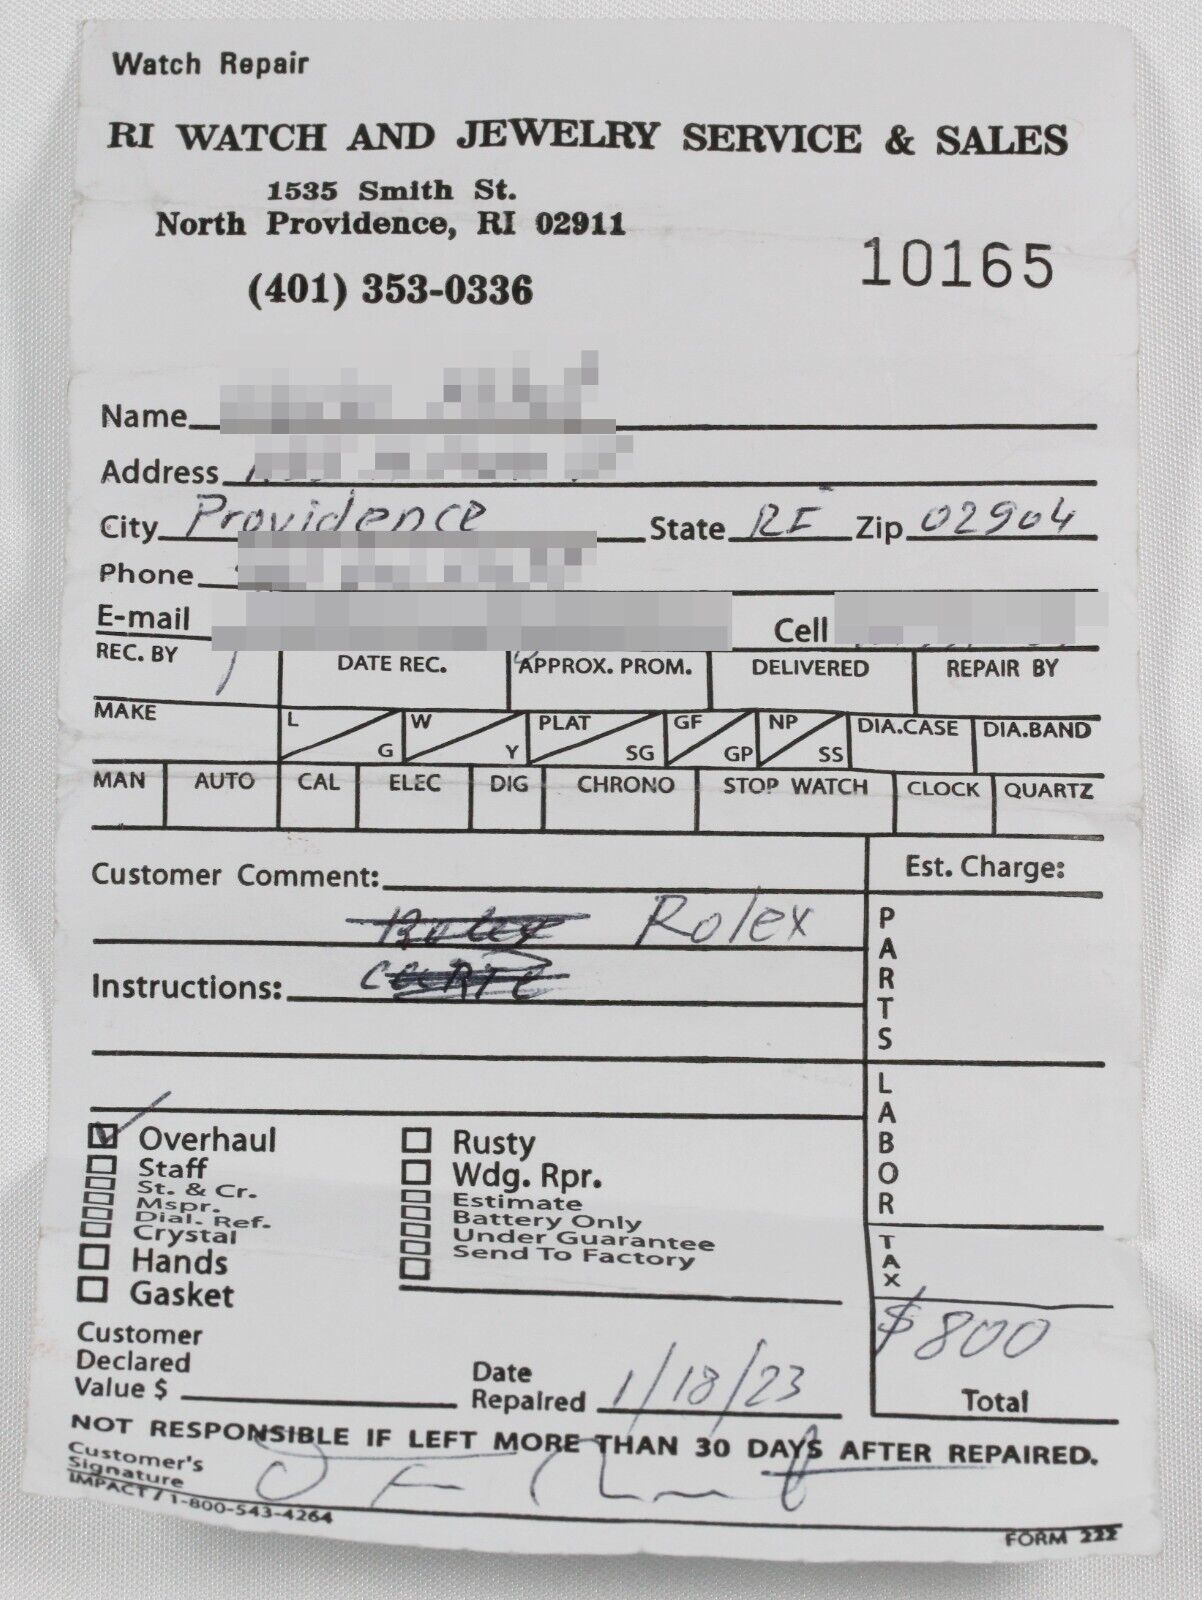 Watch Repair
RI WATCH AND JEWELRY SERVICE & SALES
1535 Smith St.
North Providence, RI 02911
(401) 353-0336
10165
Name
Address
City Providence State RI Zip 02904
Phone
E-mail Cell
REC. BY DATE REC. APPROX. PROM. DELIVERED REPAIR BY
MAKE L G W Y PLAT SG GF GP NP SS DIA.CASE DIA.BAND
MAN AUTO CAL ELEC DIG CHRONO STOP WATCH CLOCK QUARTZ
Customer Comment: Est. Charge:
Rolex
Instructions:
PARTS
LABOR
TAX
Overhaul
Staff
St. & Cr.
Mspr.
Dial. Ref.
Crystal
Hands
Gasket
Rusty
Wdg. Rpr.
Estimate
Battery Only
Under Guarantee
Send To Factory
$800
Total
Customer
Declared
Value $
Date
Repaired 1/18/23
NOT RESPONSIBLE IF LEFT MORE THAN 30 DAYS AFTER REPAIRED.
Customer's
Signature
IMPACT / 1-800-543-4264
FORM 222